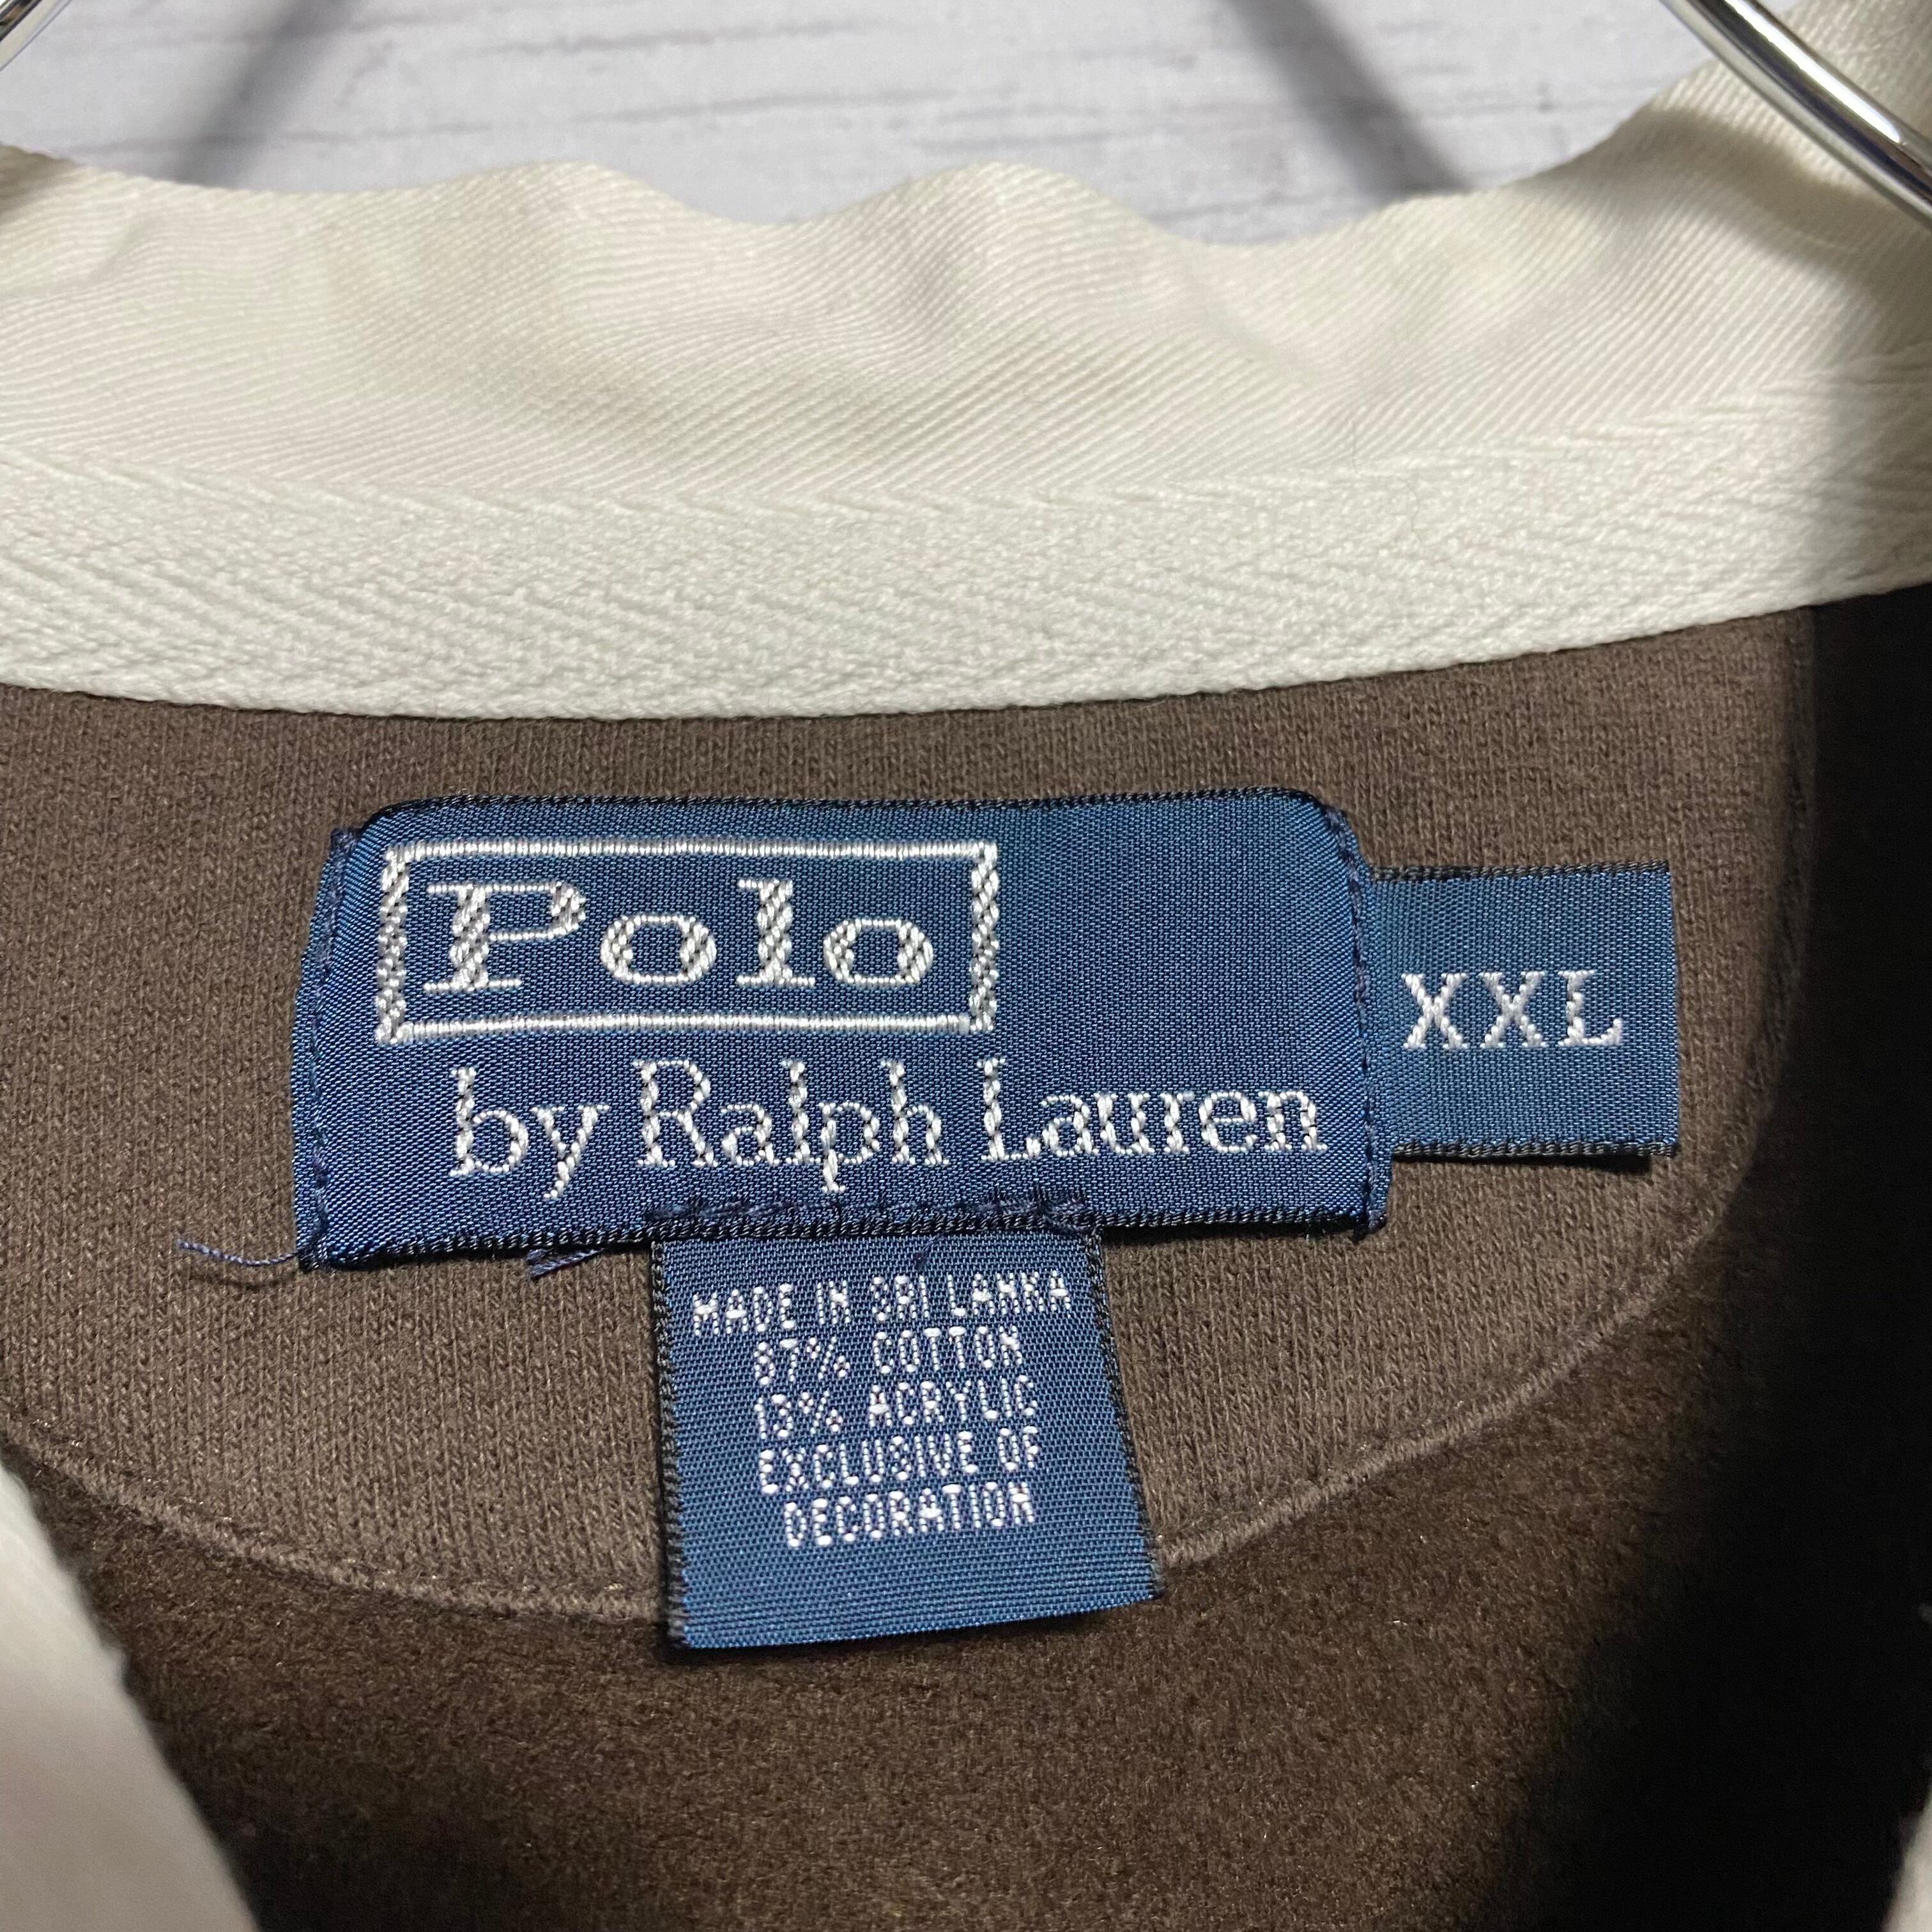 Polo
by Ralph Lauren
XXL
MADE IN SRI LANKA
87% COTTON
13% ACRYLIC
EXCLUSIVE OF
DECORATION